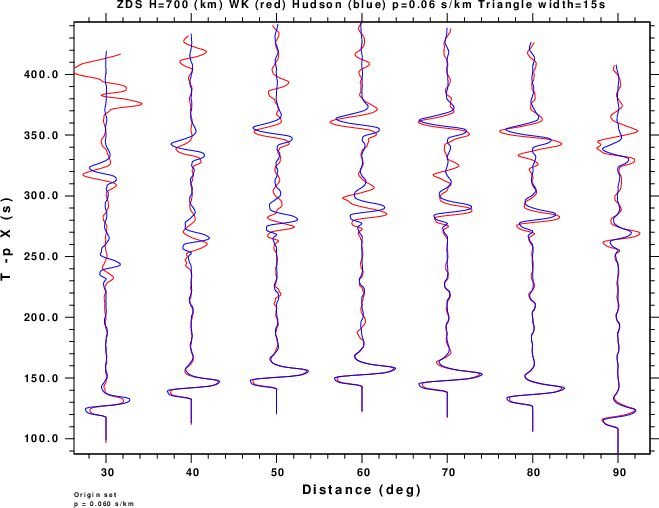 ZDS H=700 (km) WK (red) Hudson (blue) p=0.06 s/km Triangle width=15s
400.0
350.0
300.0
250.0
200.0
150.0
100.0
T -p X (s)
30 40 50 60 70 80 90
Distance (deg)
Origin set
p = 0.060 s/km